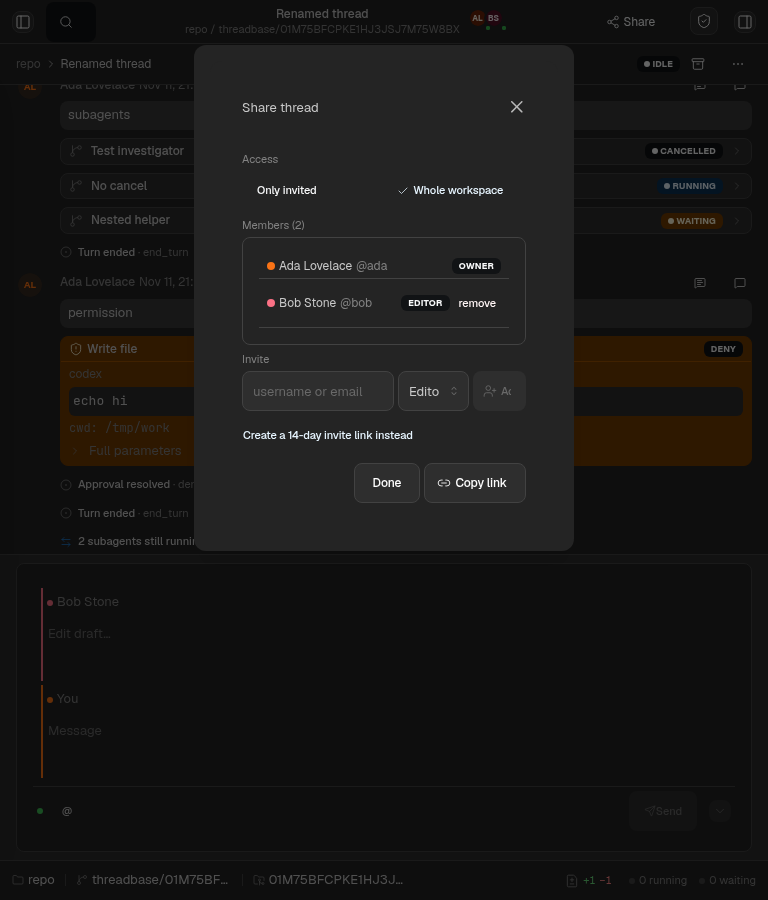 Renamed thread
repo / threadbase/01M75BFCPKE1HJ3JSJ7M75W8BX
AL BS
Share
repo > Renamed thread
IDLE
AL
Ada Lovelace Nov 11, 21:
subagents
Test investigator
CANCELLED
No cancel
RUNNING
Nested helper
WAITING
Turn ended · end_turn
AL
Ada Lovelace Nov 11, 21:
permission
Write file
DENY
codex
echo hi
cwd: /tmp/work
Full parameters
Approval resolved · den
Turn ended · end_turn
2 subagents still runnin
Share thread
Access
Only invited
Whole workspace
Members (2)
Ada Lovelace @ada
OWNER
Bob Stone @bob
EDITOR
remove
Invite
username or email
Edito
Ac
Create a 14-day invite link instead
Done
Copy link
Bob Stone
Edit draft...
You
Message
@
Send
repo
threadbase/01M75BF...
01M75BFCPKE1HJ3J...
+1 −1
0 running
0 waiting